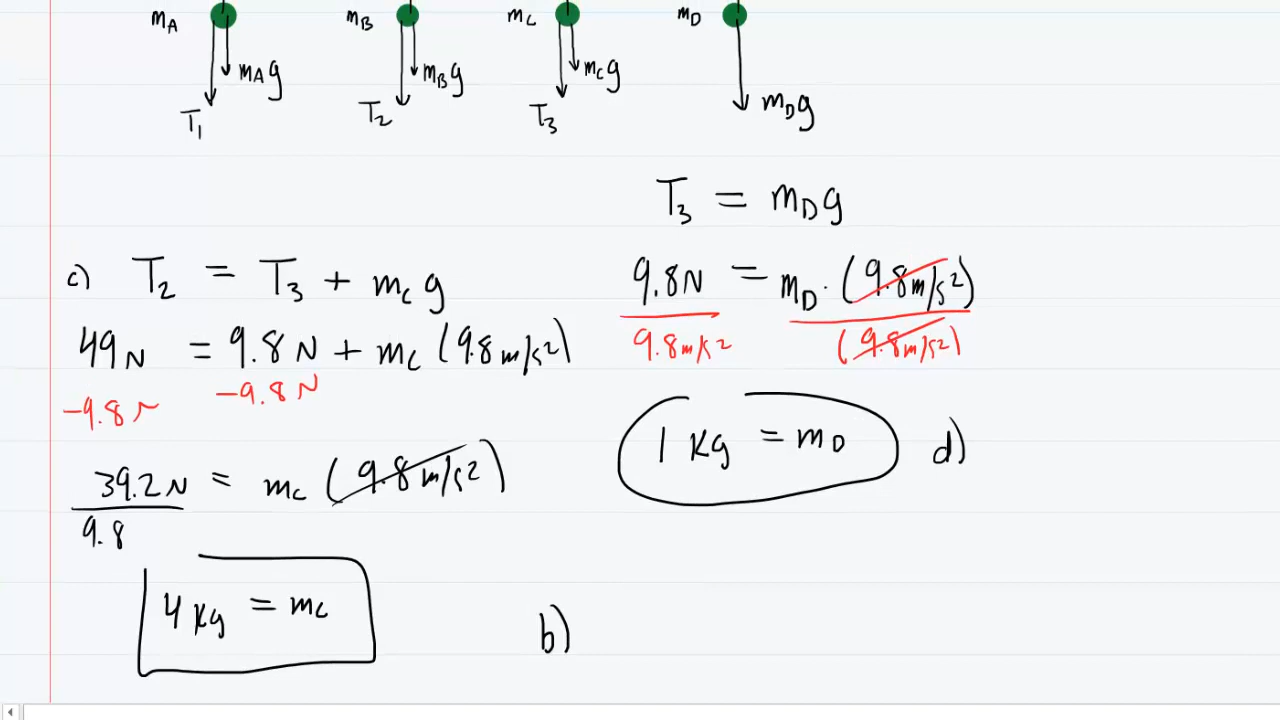 mA mB mC mD
mAg mBg mCg mDg
T1 T2 T3
T3 = mDg
c) T2 = T3 + mCg
9.8N = mD · (9.8m/s²)
9.8m/s² (9.8m/s²)
49N = 9.8N + mC (9.8m/s²)
-9.8N -9.8N
1 kg = mD d)
39.2N = mC (9.8m/s²)
9.8
4 kg = mC
b)